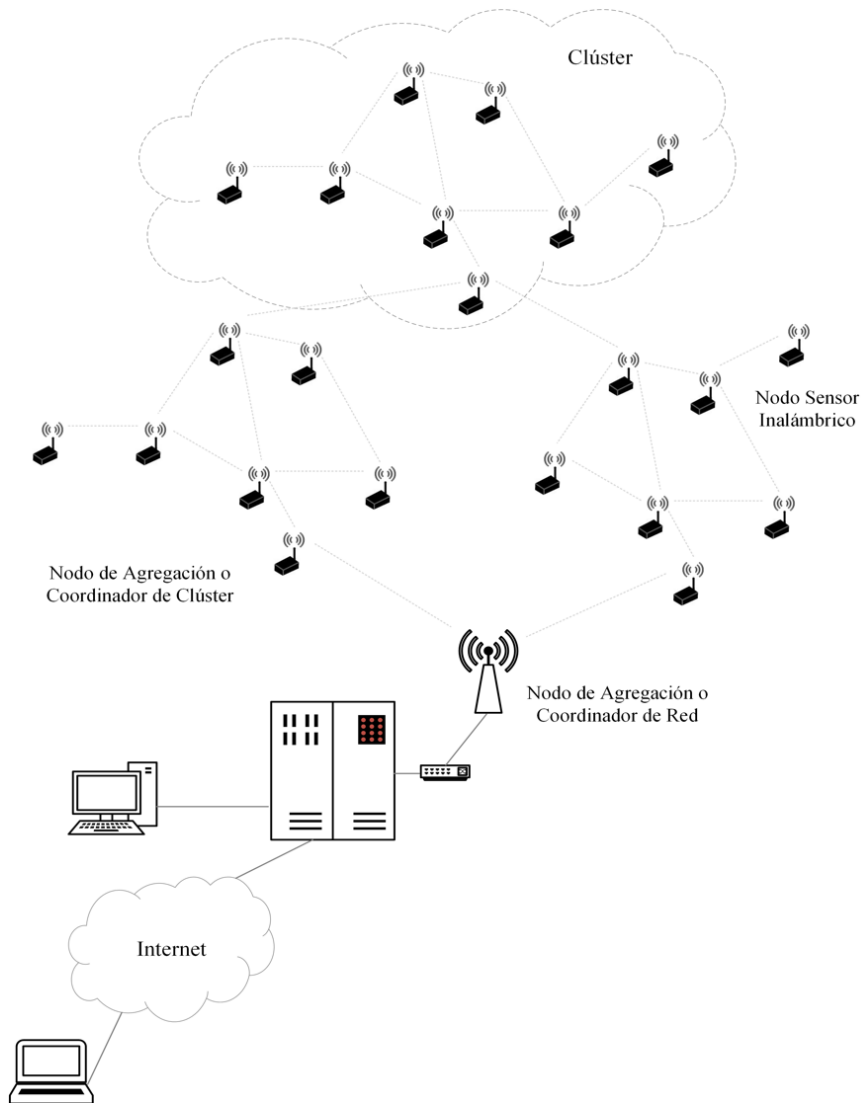 Clúster
Nodo Sensor
Inalámbrico
Nodo de Agregación o
Coordinador de Clúster
Nodo de Agregación o
Coordinador de Red
Internet